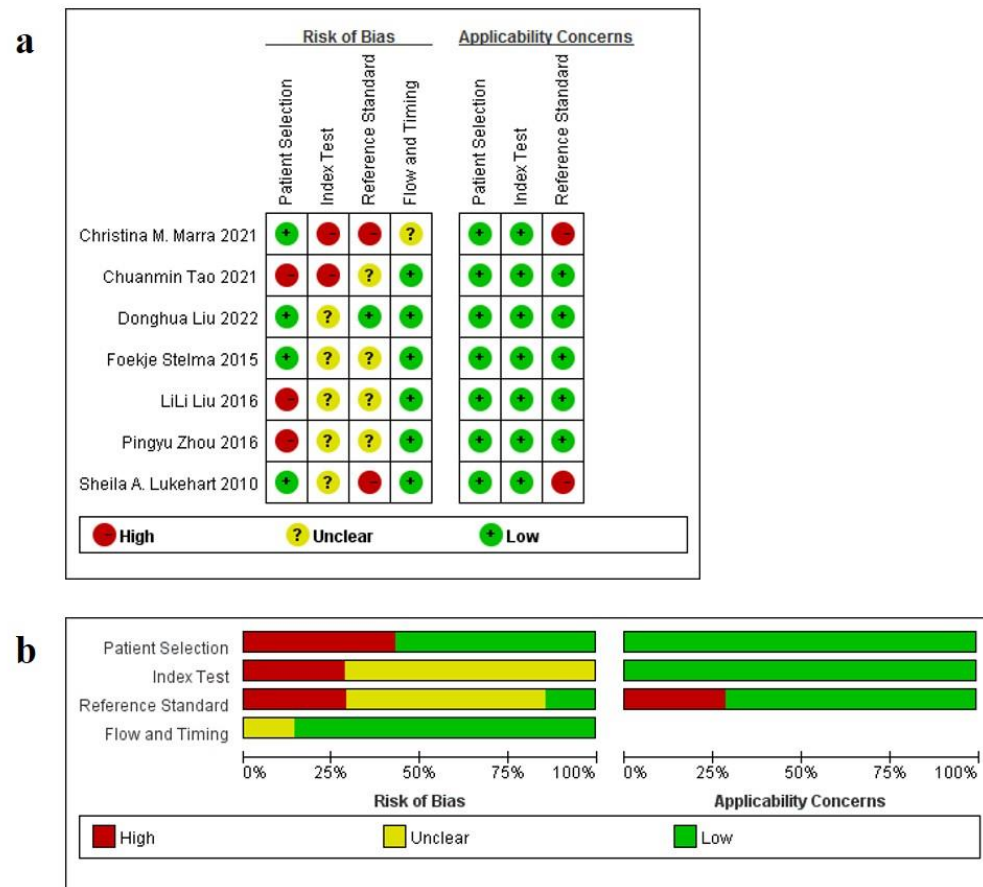 a
Risk of Bias
Applicability Concerns
Patient Selection
Index Test
Reference Standard
Flow and Timing
Patient Selection
Index Test
Reference Standard
Christina M. Marra 2021 + - - ? + + -
Chuanmin Tao 2021 - - ? + + + +
Donghua Liu 2022 + ? + + + + +
Foekje Stelma 2015 + ? ? + + + +
LiLi Liu 2016 - ? ? + + + +
Pingyu Zhou 2016 - ? ? + + + +
Sheila A. Lukehart 2010 + ? - + + + -
- High ? Unclear + Low
b
Patient Selection
Index Test
Reference Standard
Flow and Timing
0% 25% 50% 75% 100% 0% 25% 50% 75% 100%
Risk of Bias Applicability Concerns
High Unclear Low